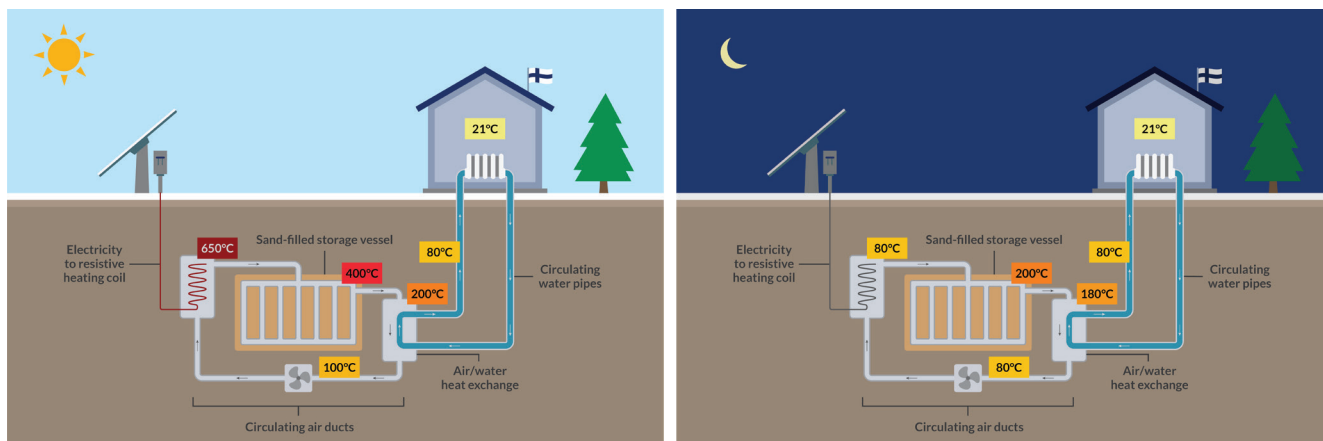 21°C
Electricity
to resistive
heating coil
650°C
Sand-filled storage vessel
400°C
200°C
80°C
Circulating
water pipes
100°C
Air/water
heat exchange
Circulating air ducts
21°C
Electricity
to resistive
heating coil
80°C
Sand-filled storage vessel
200°C
180°C
80°C
Circulating
water pipes
80°C
Air/water
heat exchange
Circulating air ducts